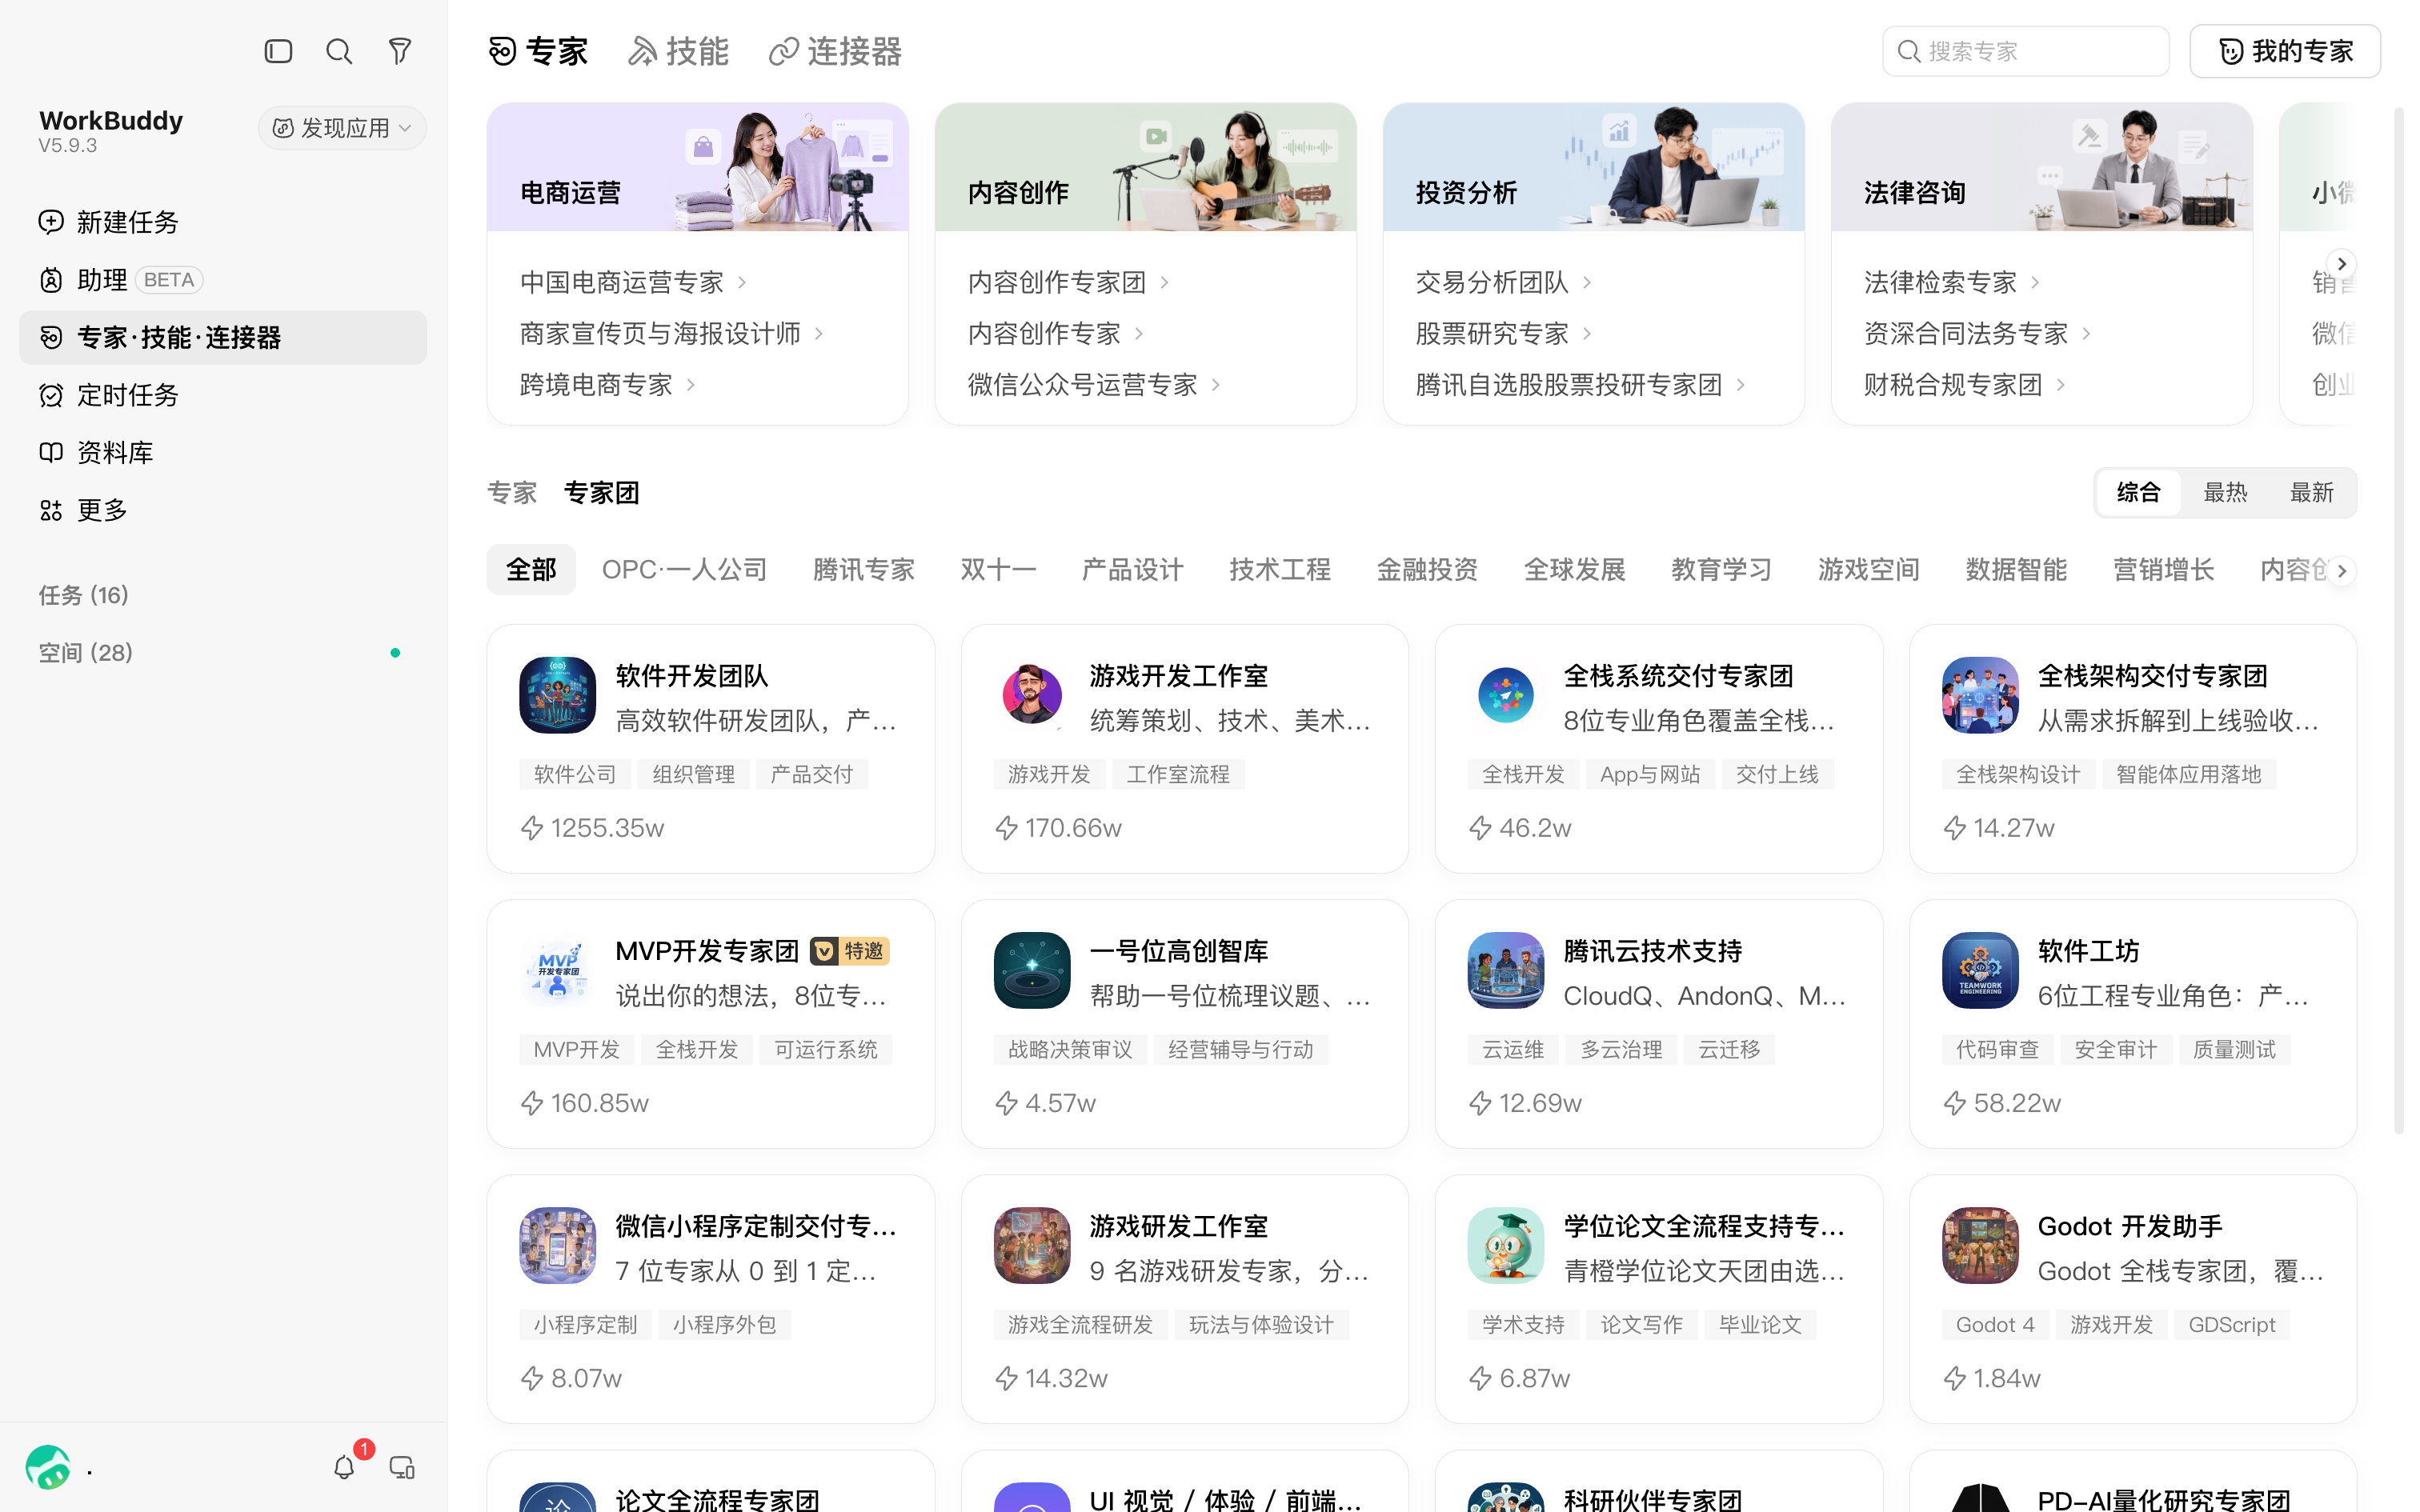 WorkBuddy
V5.9.3
发现应用
新建任务
助理 BETA
专家·技能·连接器
定时任务
资料库
更多
任务 (16)
空间 (28)
.
1
专家 技能 连接器
搜索专家
我的专家
电商运营
中国电商运营专家
商家宣传页与海报设计师
跨境电商专家
内容创作
内容创作专家团
内容创作专家
微信公众号运营专家
投资分析
交易分析团队
股票研究专家
腾讯自选股股票投研专家团
法律咨询
法律检索专家
资深合同法务专家
财税合规专家团
小微
销售
微信
创业
专家 专家团
综合 最热 最新
全部 OPC·一人公司 腾讯专家 双十一 产品设计 技术工程 金融投资 全球发展 教育学习 游戏空间 数据智能 营销增长 内容创
软件开发团队
高效软件研发团队，产...
软件公司 组织管理 产品交付
1255.35w
游戏开发工作室
统筹策划、技术、美术...
游戏开发 工作室流程
170.66w
全栈系统交付专家团
8位专业角色覆盖全栈...
全栈开发 App与网站 交付上线
46.2w
全栈架构交付专家团
从需求拆解到上线验收...
全栈架构设计 智能体应用落地
14.27w
MVP
开发专家团
MVP开发专家团 特邀
说出你的想法，8位专...
MVP开发 全栈开发 可运行系统
160.85w
一号位高创智库
帮助一号位梳理议题、...
战略决策审议 经营辅导与行动
4.57w
腾讯云技术支持
CloudQ、AndonQ、M...
云运维 多云治理 云迁移
12.69w
TEAMWORK
ENGINEERING
软件工坊
6位工程专业角色：产...
代码审查 安全审计 质量测试
58.22w
微信小程序定制交付专...
7 位专家从 0 到 1 定...
小程序定制 小程序外包
8.07w
游戏研发工作室
9 名游戏研发专家，分...
游戏全流程研发 玩法与体验设计
14.32w
学位论文全流程支持专...
青橙学位论文天团由选...
学术支持 论文写作 毕业论文
6.87w
Godot 开发助手
Godot 全栈专家团，覆...
Godot 4 游戏开发 GDScript
1.84w
论文全流程专家团
UI 视觉 / 体验 / 前端...
科研伙伴专家团
PD-AI量化研究专家团